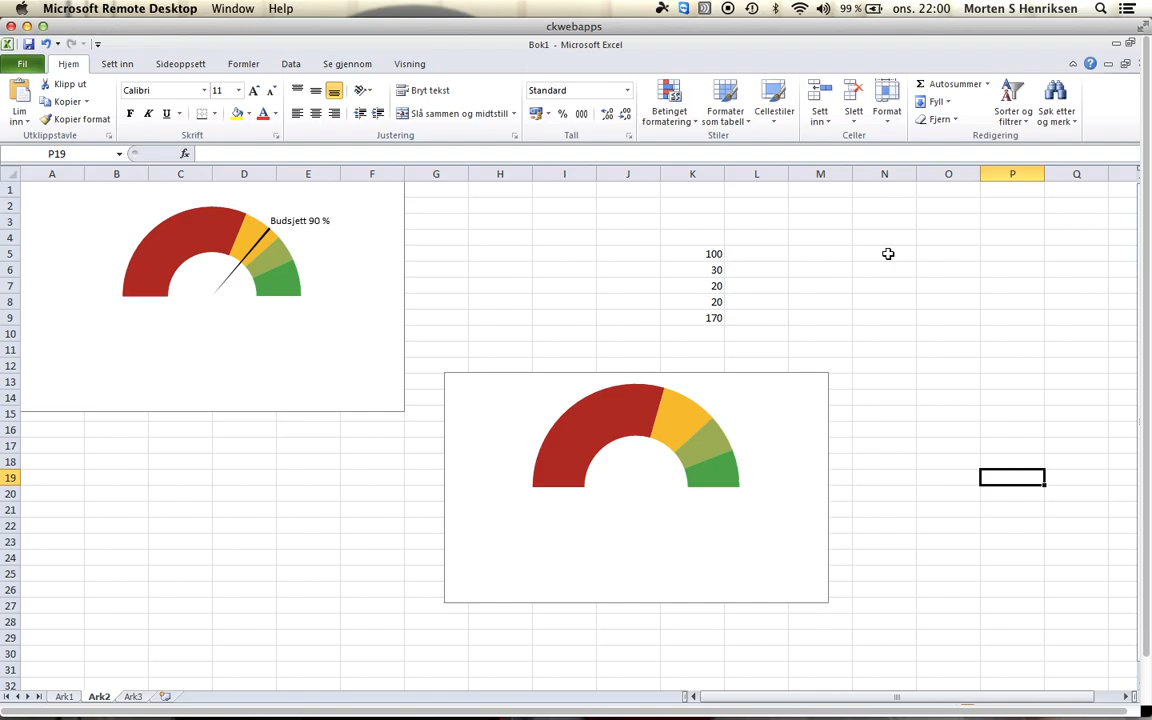 Microsoft Remote Desktop Window Help 99 % ons. 22:00 Morten S Henriksen
ckwebapps
Bok1 - Microsoft Excel
Fil Hjem Sett inn Sideoppsett Formler Data Se gjennom Visning
Lim inn
Klipp ut
Kopier
Kopier format
Utklippstavle
Calibri 11
F K U A
Skrift
Bryt tekst
Slå sammen og midtstill
Justering
Standard
% 000
Tall
Betinget formatering
Formater som tabell
Cellestiler
Stiler
Sett inn
Slett
Format
Celler
Autosummer
Fyll
Fjern
Sorter og filtrer
Søk etter og merk
Redigering
P19 fx
A B C D E F G H I J K L M N O P Q
1
2
3 Budsjett 90 %
4
5 100
6 30
7 20
8 20
9 170
10
11
12
13
14
15
16
17
18
19
20
21
22
23
24
25
26
27
28
29
30
31
32
Ark1 Ark2 Ark3